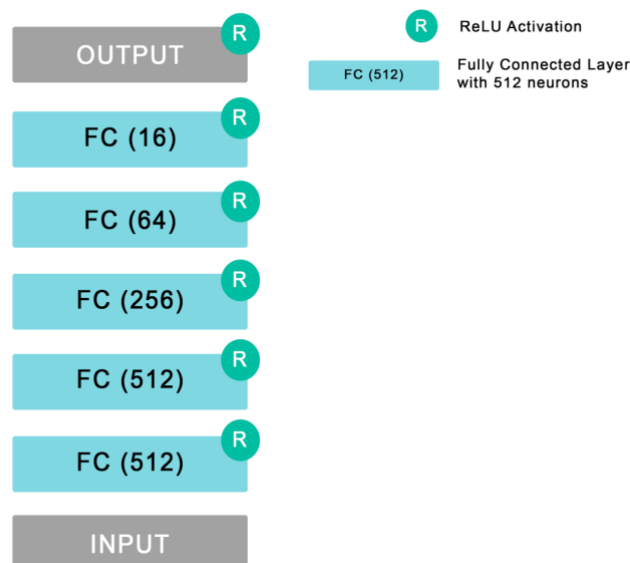 R
OUTPUT
R
FC (16)
R
FC (64)
R
FC (256)
R
FC (512)
R
FC (512)
INPUT
R ReLU Activation
FC (512)
Fully Connected Layer
with 512 neurons